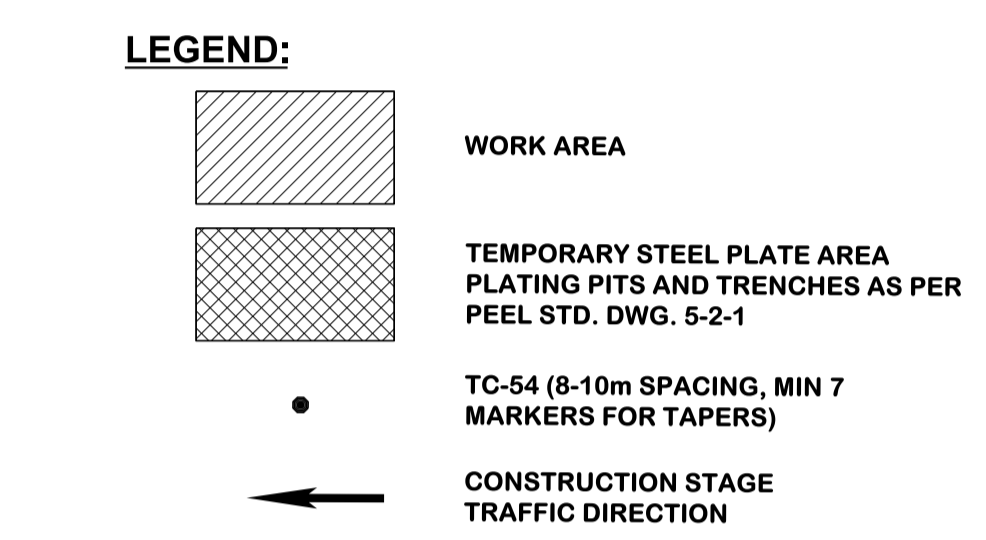 LEGEND:
WORK AREA
TEMPORARY STEEL PLATE AREA
PLATING PITS AND TRENCHES AS PER
PEEL STD. DWG. 5-2-1
TC-54 (8-10m SPACING, MIN 7
MARKERS FOR TAPERS)
CONSTRUCTION STAGE
TRAFFIC DIRECTION